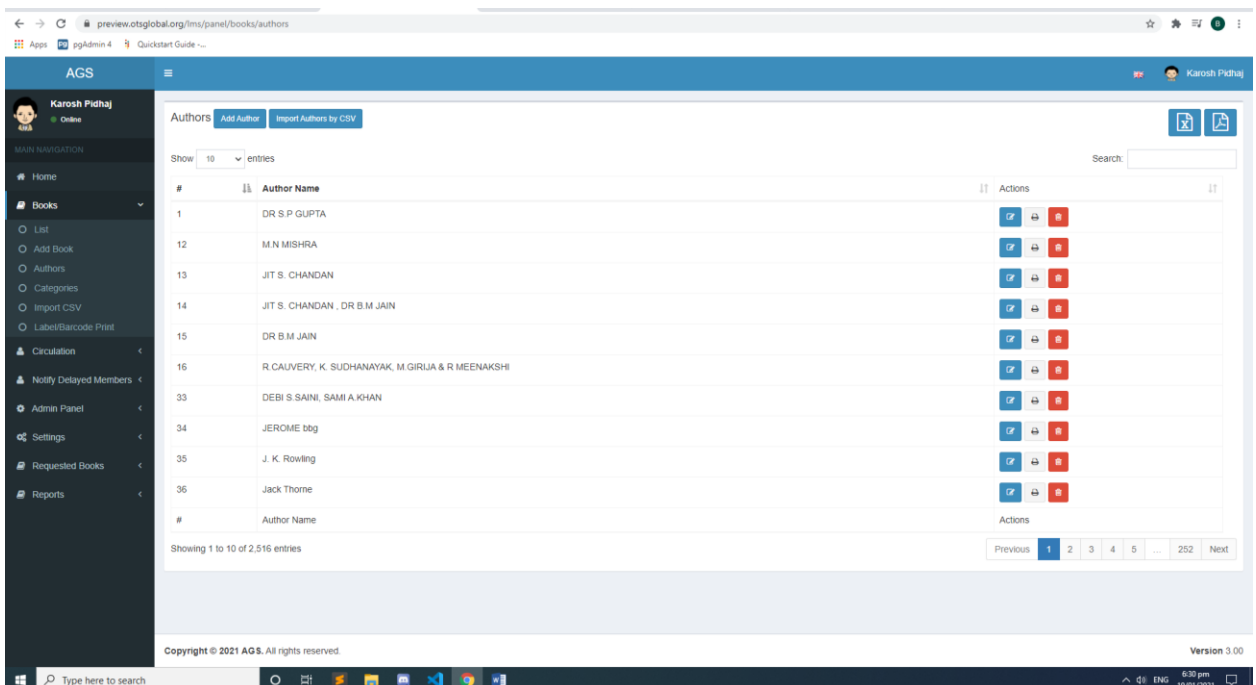 preview.otsglobal.org/lms/panel/books/authors
B
Apps Pg pgAdmin 4 Quickstart Guide -...
AGS
Karosh Pidhaj
Karosh Pidhaj
Online
MAIN NAVIGATION
Home
Books
List
Add Book
Authors
Categories
Import CSV
Label/Barcode Print
Circulation
Notify Delayed Members
Admin Panel
Settings
Requested Books
Reports
Authors Add Author Import Authors by CSV
Show 10 entries Search:
# Author Name Actions
1 DR S.P GUPTA
12 M.N MISHRA
13 JIT S. CHANDAN
14 JIT S. CHANDAN , DR B.M JAIN
15 DR B.M JAIN
16 R.CAUVERY, K. SUDHANAYAK, M.GIRIJA & R.MEENAKSHI
33 DEBI S.SAINI, SAMI A.KHAN
34 JEROME bbg
35 J. K. Rowling
36 Jack Thorne
# Author Name Actions
Showing 1 to 10 of 2,516 entries Previous 1 2 3 4 5 ... 252 Next
Copyright © 2021 AGS. All rights reserved. Version 3.00
Type here to search
ENG 6:30 pm